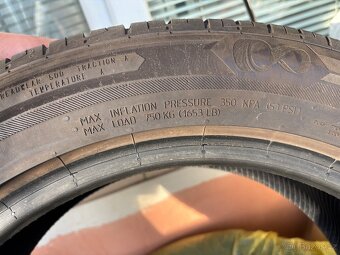 TREADWEAR 500 TRACTION A
TEMPERATURE A
MAX INFLATION PRESSURE 350 KPA (51 PSI)
MAX LOAD 750 KG (1653 LB)